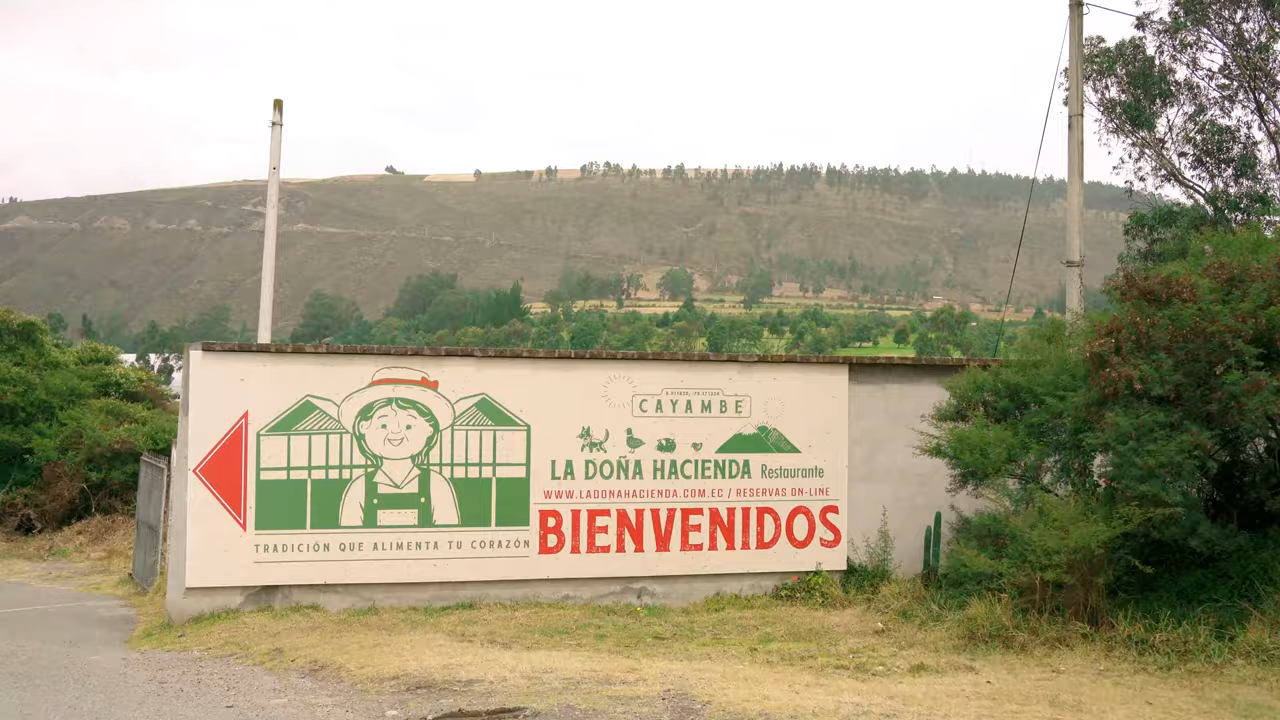 CAYAMBE
LA DOÑA HACIENDA Restaurante
WWW.LADONAHACIENDA.COM.EC / RESERVAS ON-LINE
BIENVENIDOS
TRADICIÓN QUE ALIMENTA TU CORAZÓN